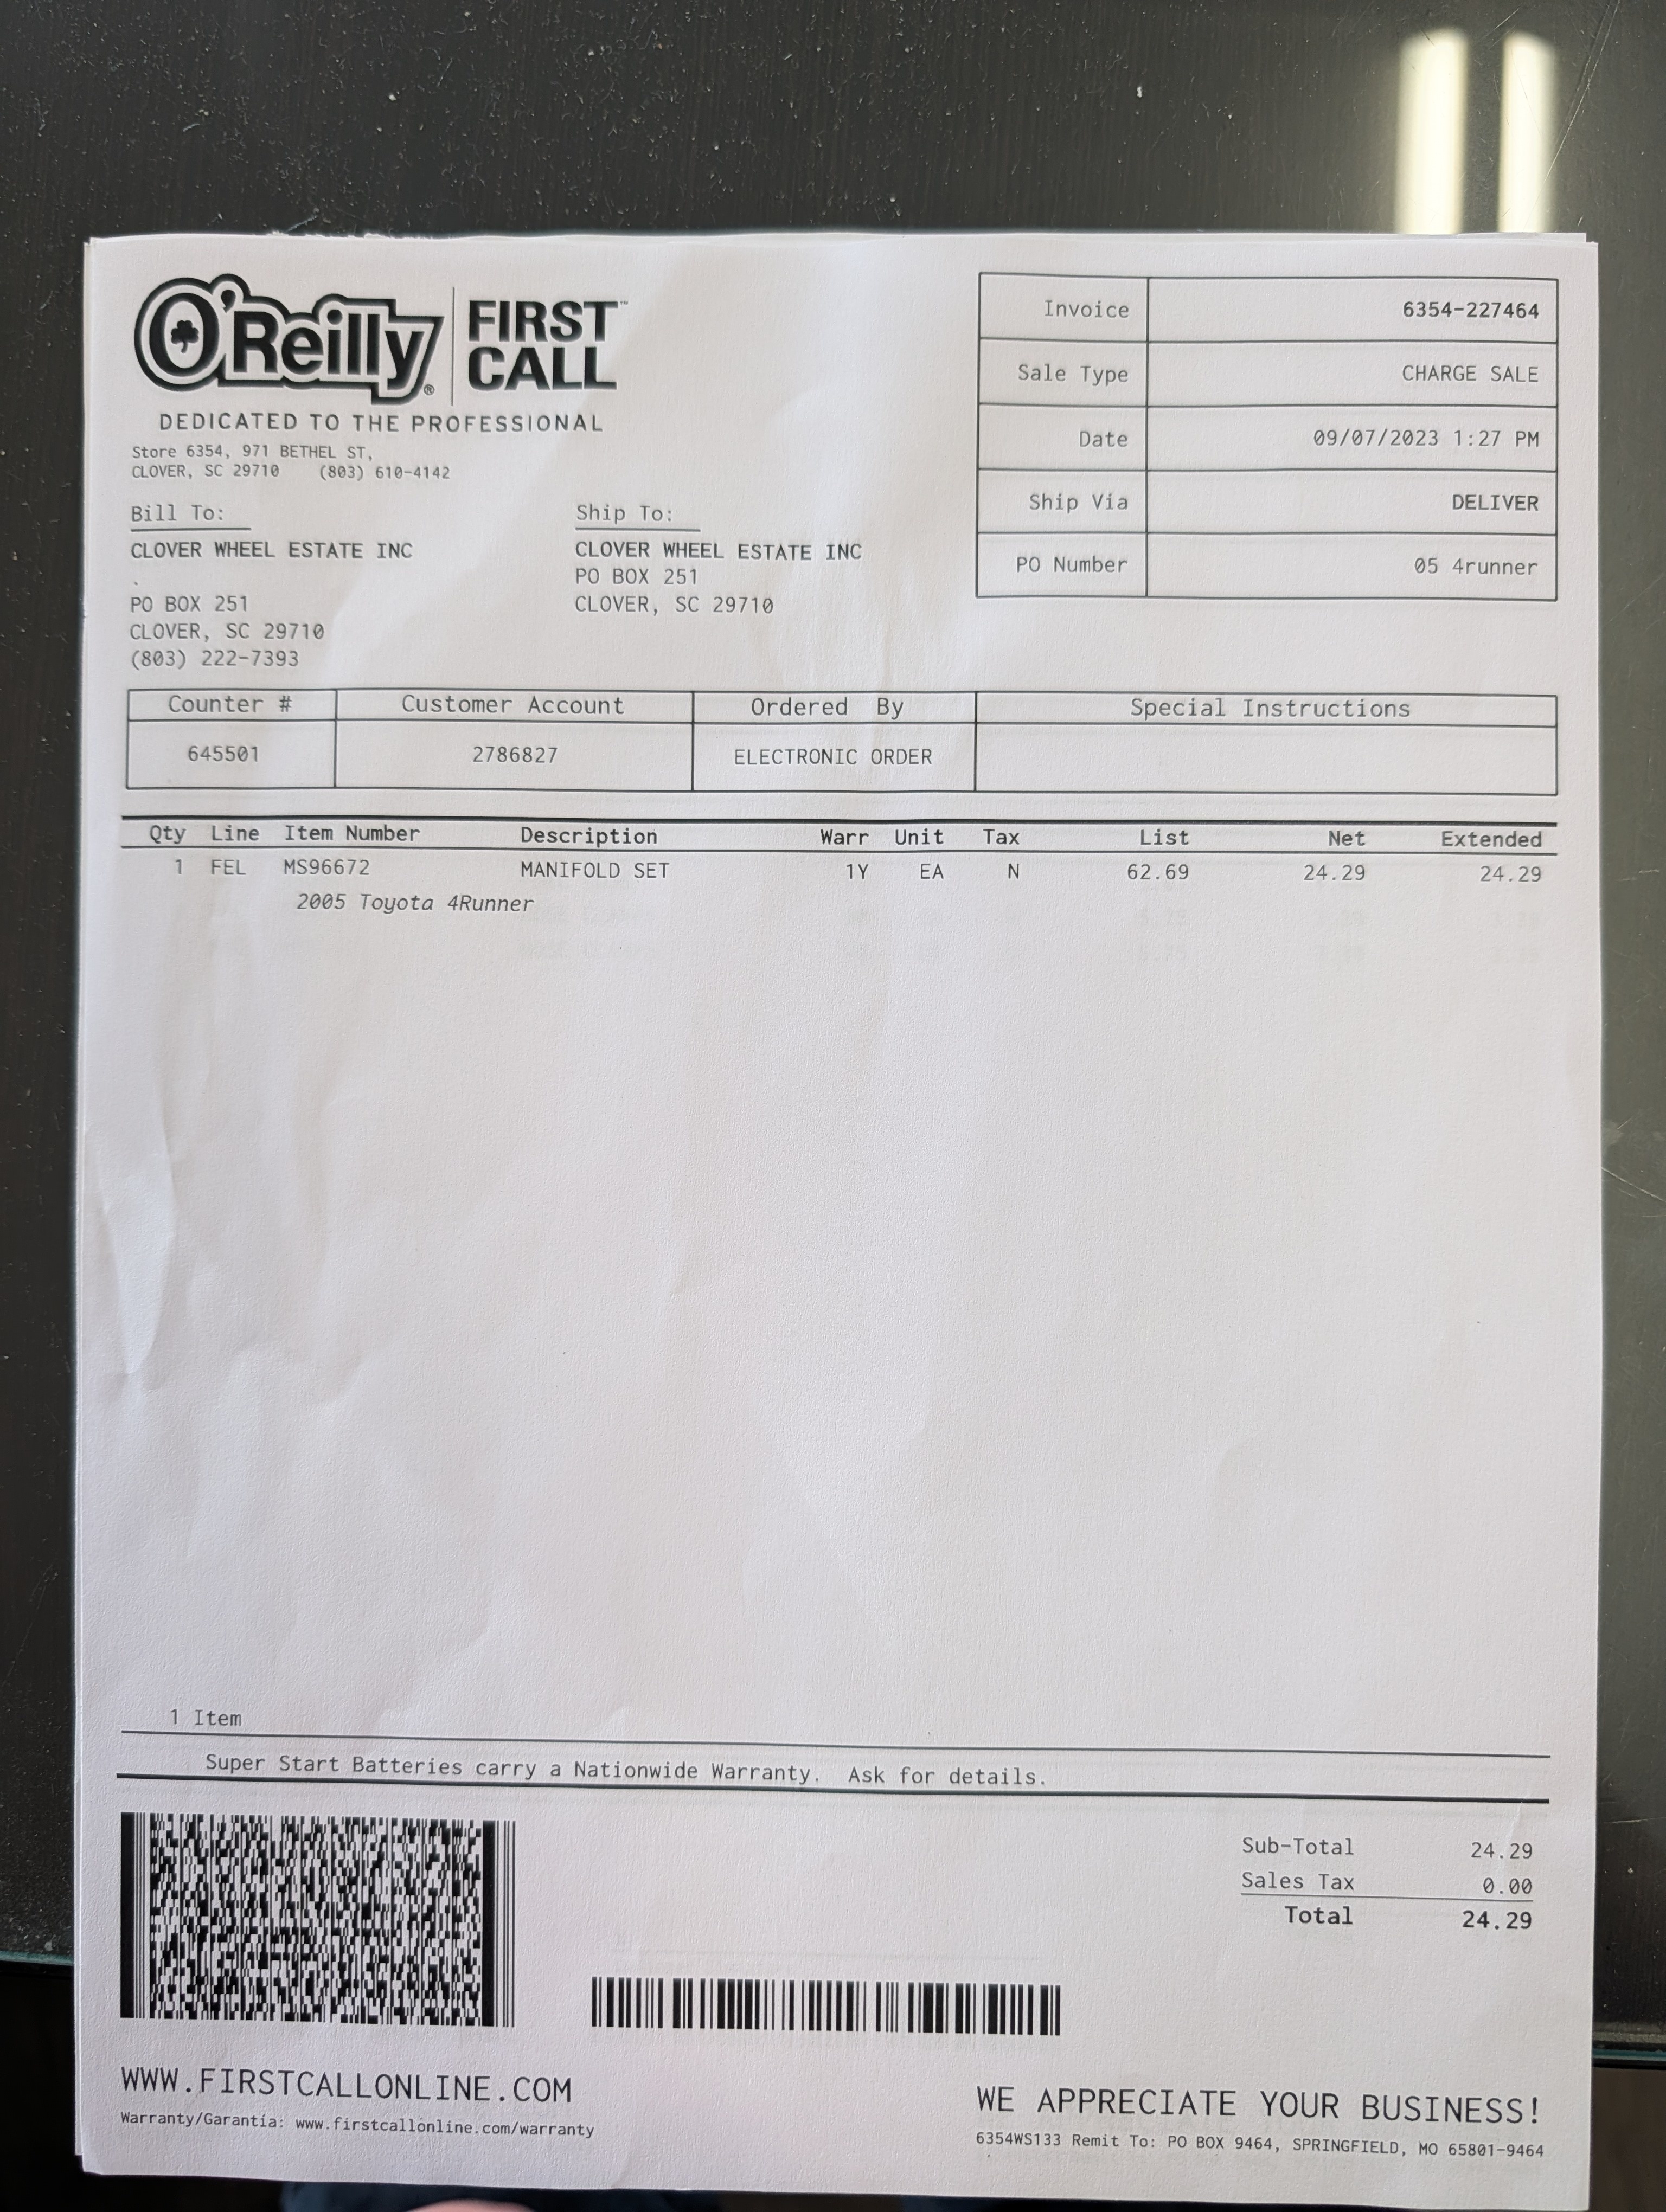 O'Reilly® FIRST CALL™
DEDICATED TO THE PROFESSIONAL
Store 6354, 971 BETHEL ST,
CLOVER, SC 29710 (803) 610-4142
Invoice 6354-227464
Sale Type CHARGE SALE
Date 09/07/2023 1:27 PM
Ship Via DELIVER
PO Number 05 4runner
Bill To:
CLOVER WHEEL ESTATE INC
.
PO BOX 251
CLOVER, SC 29710
(803) 222-7393
Ship To:
CLOVER WHEEL ESTATE INC
PO BOX 251
CLOVER, SC 29710
Counter # Customer Account Ordered By Special Instructions
645501 2786827 ELECTRONIC ORDER
Qty Line Item Number Description Warr Unit Tax List Net Extended
1 FEL MS96672 MANIFOLD SET 1Y EA N 62.69 24.29 24.29
2005 Toyota 4Runner
1 Item
Super Start Batteries carry a Nationwide Warranty. Ask for details.
Sub-Total 24.29
Sales Tax 0.00
Total 24.29
WWW.FIRSTCALLONLINE.COM
Warranty/Garantía: www.firstcallonline.com/warranty
WE APPRECIATE YOUR BUSINESS!
6354WS133 Remit To: PO BOX 9464, SPRINGFIELD, MO 65801-9464